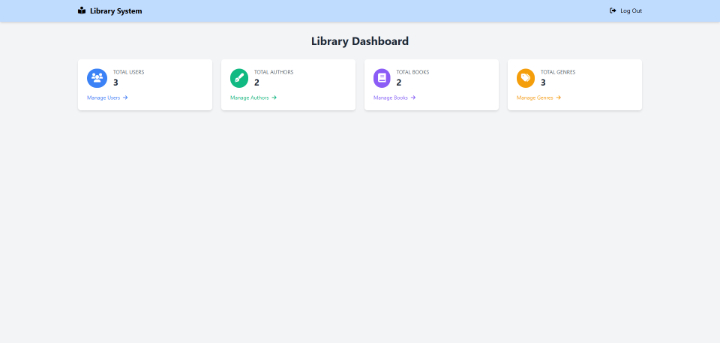 Library System
Log Out
Library Dashboard
TOTAL USERS
3
Manage Users
TOTAL AUTHORS
2
Manage Authors
TOTAL BOOKS
2
Manage Books
TOTAL GENRES
3
Manage Genres